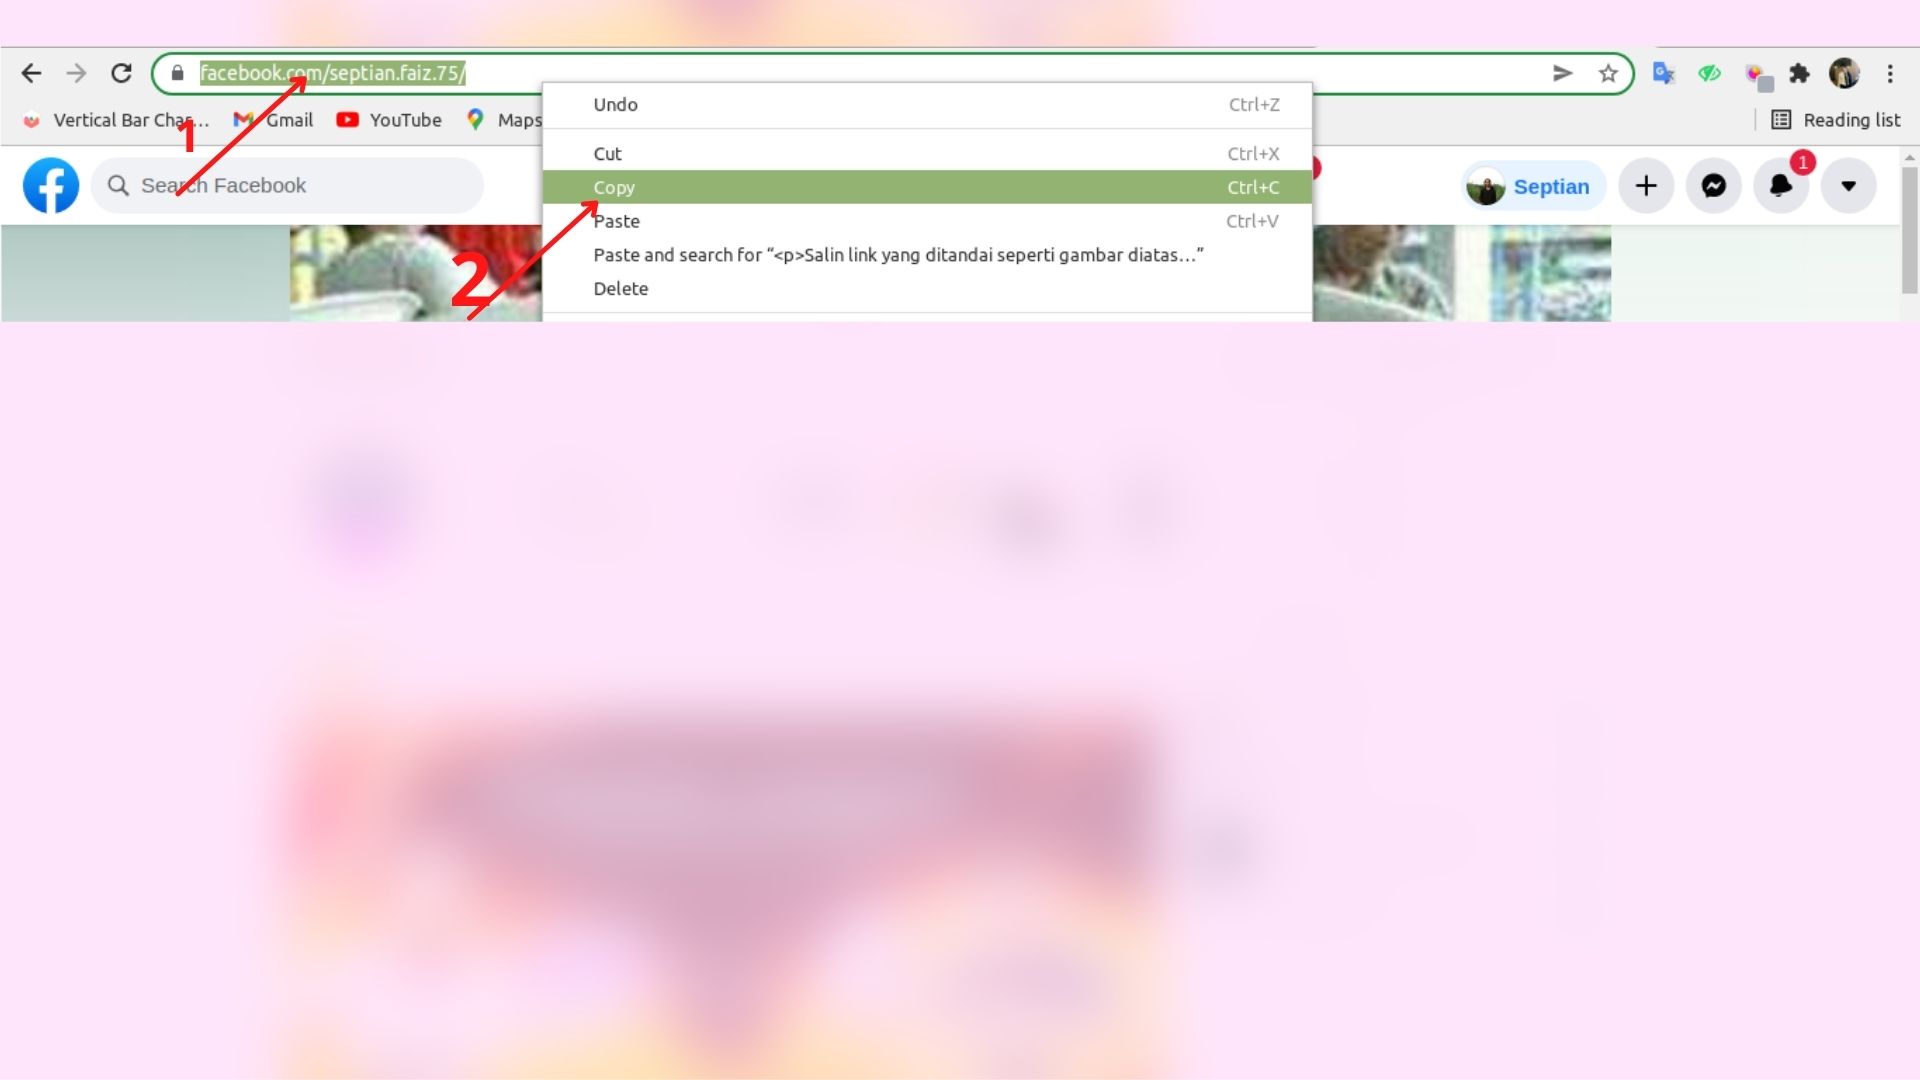 facebook.com/septian.faiz.75/
Undo Ctrl+Z
Vertical Bar Char... Gmail YouTube Maps Reading list
1
Cut Ctrl+X
Search Facebook
Copy Ctrl+C
Septian
1
Paste Ctrl+V
Paste and search for “<p>Salin link yang ditandai seperti gambar diatas...”
2
Delete